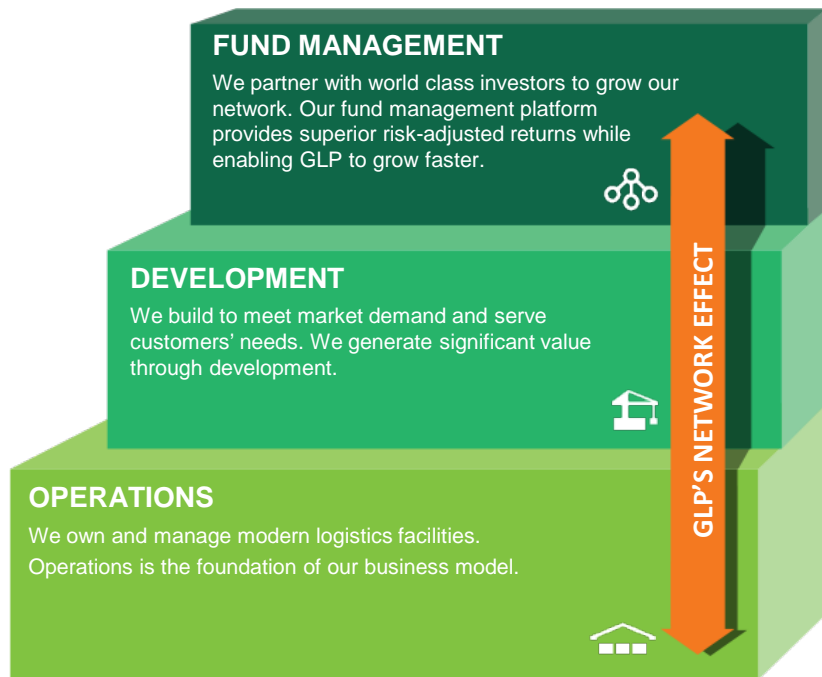 FUND MANAGEMENT
We partner with world class investors to grow our
network. Our fund management platform
provides superior risk-adjusted returns while
enabling GLP to grow faster.
DEVELOPMENT
We build to meet market demand and serve
customers’ needs. We generate significant value
through development.
OPERATIONS
We own and manage modern logistics facilities.
Operations is the foundation of our business model.
GLP’S NETWORK EFFECT